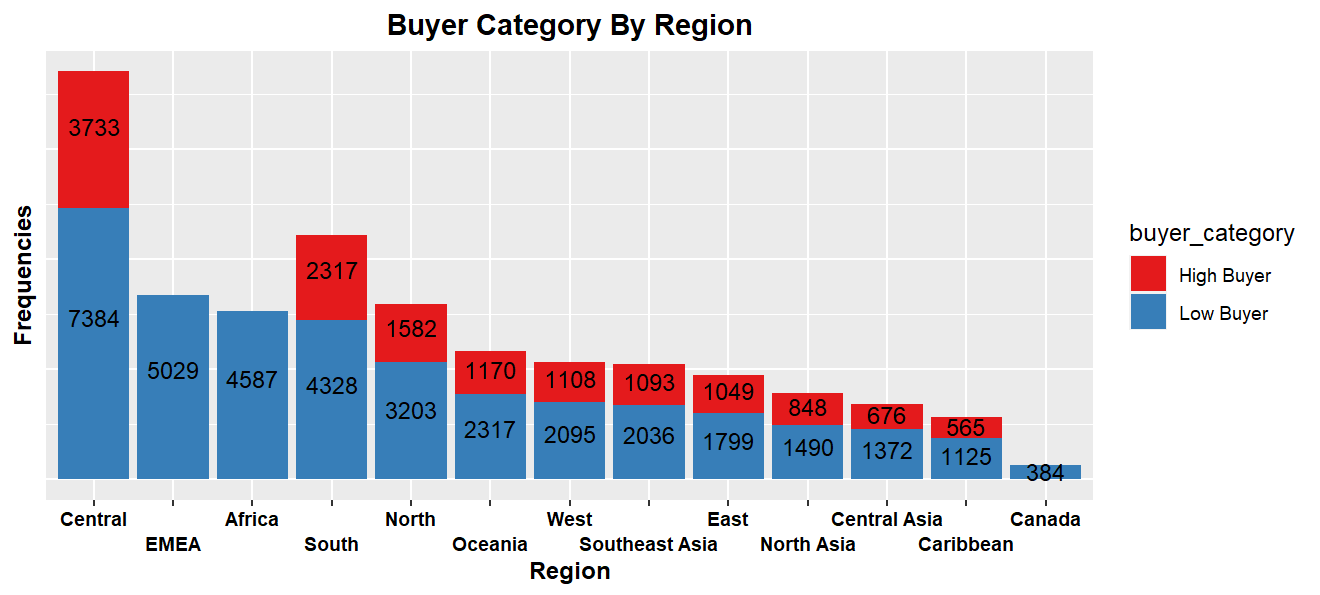 Buyer Category By Region
Frequencies
3733
7384
5029
4587
2317
4328
1582
3203
1170
2317
1108
2095
1093
2036
1049
1799
848
1490
676
1372
565
1125
384
Central Africa North West East Central Asia Canada
EMEA South Oceania Southeast Asia North Asia Caribbean
Region
buyer_category
High Buyer
Low Buyer